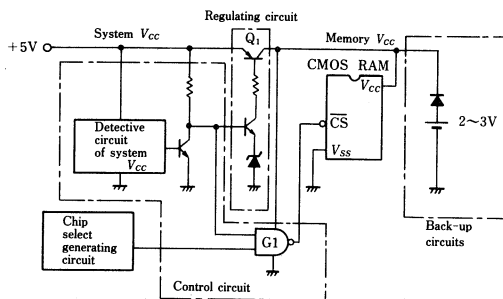 Regulating circuit
System VCC
Q1
Memory VCC
+5V
CMOS RAM
VCC
CS
VSS
2~3V
Detective
circuit
of system
VCC
G1
Chip
select
generating
circuit
Control circuit
Back-up
circuits